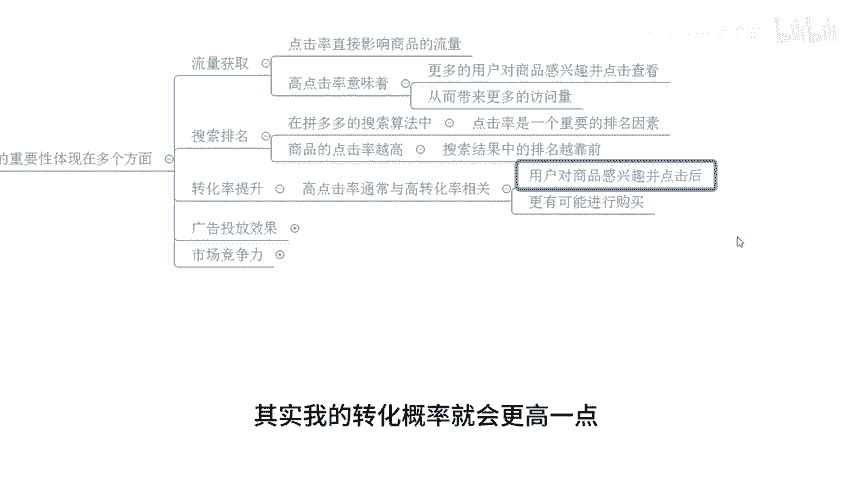 bilibili
点击率直接影响商品的流量
流量获取
更多的用户对商品感兴趣并点击查看
高点击率意味着
从而带来更多的访问量
在拼多多的搜索算法中
点击率是一个重要的排名因素
搜索排名
商品的点击率越高
搜索结果中的排名越靠前
的重要性体现在多个方面
用户对商品感兴趣并点击后
转化率提升
高点击率通常与高转化率相关
更有可能进行购买
广告投放效果
市场竞争力
其实我的转化概率就会更高一点